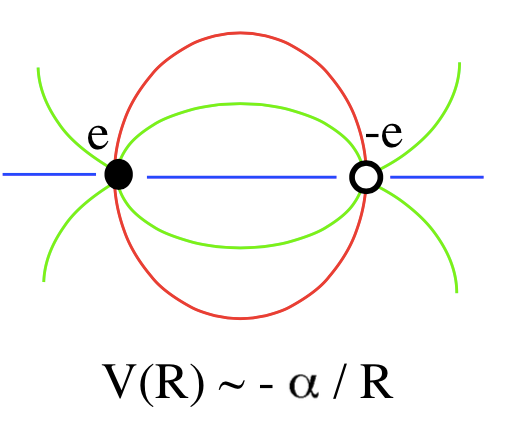 e
-e
V(R) ~ - α / R